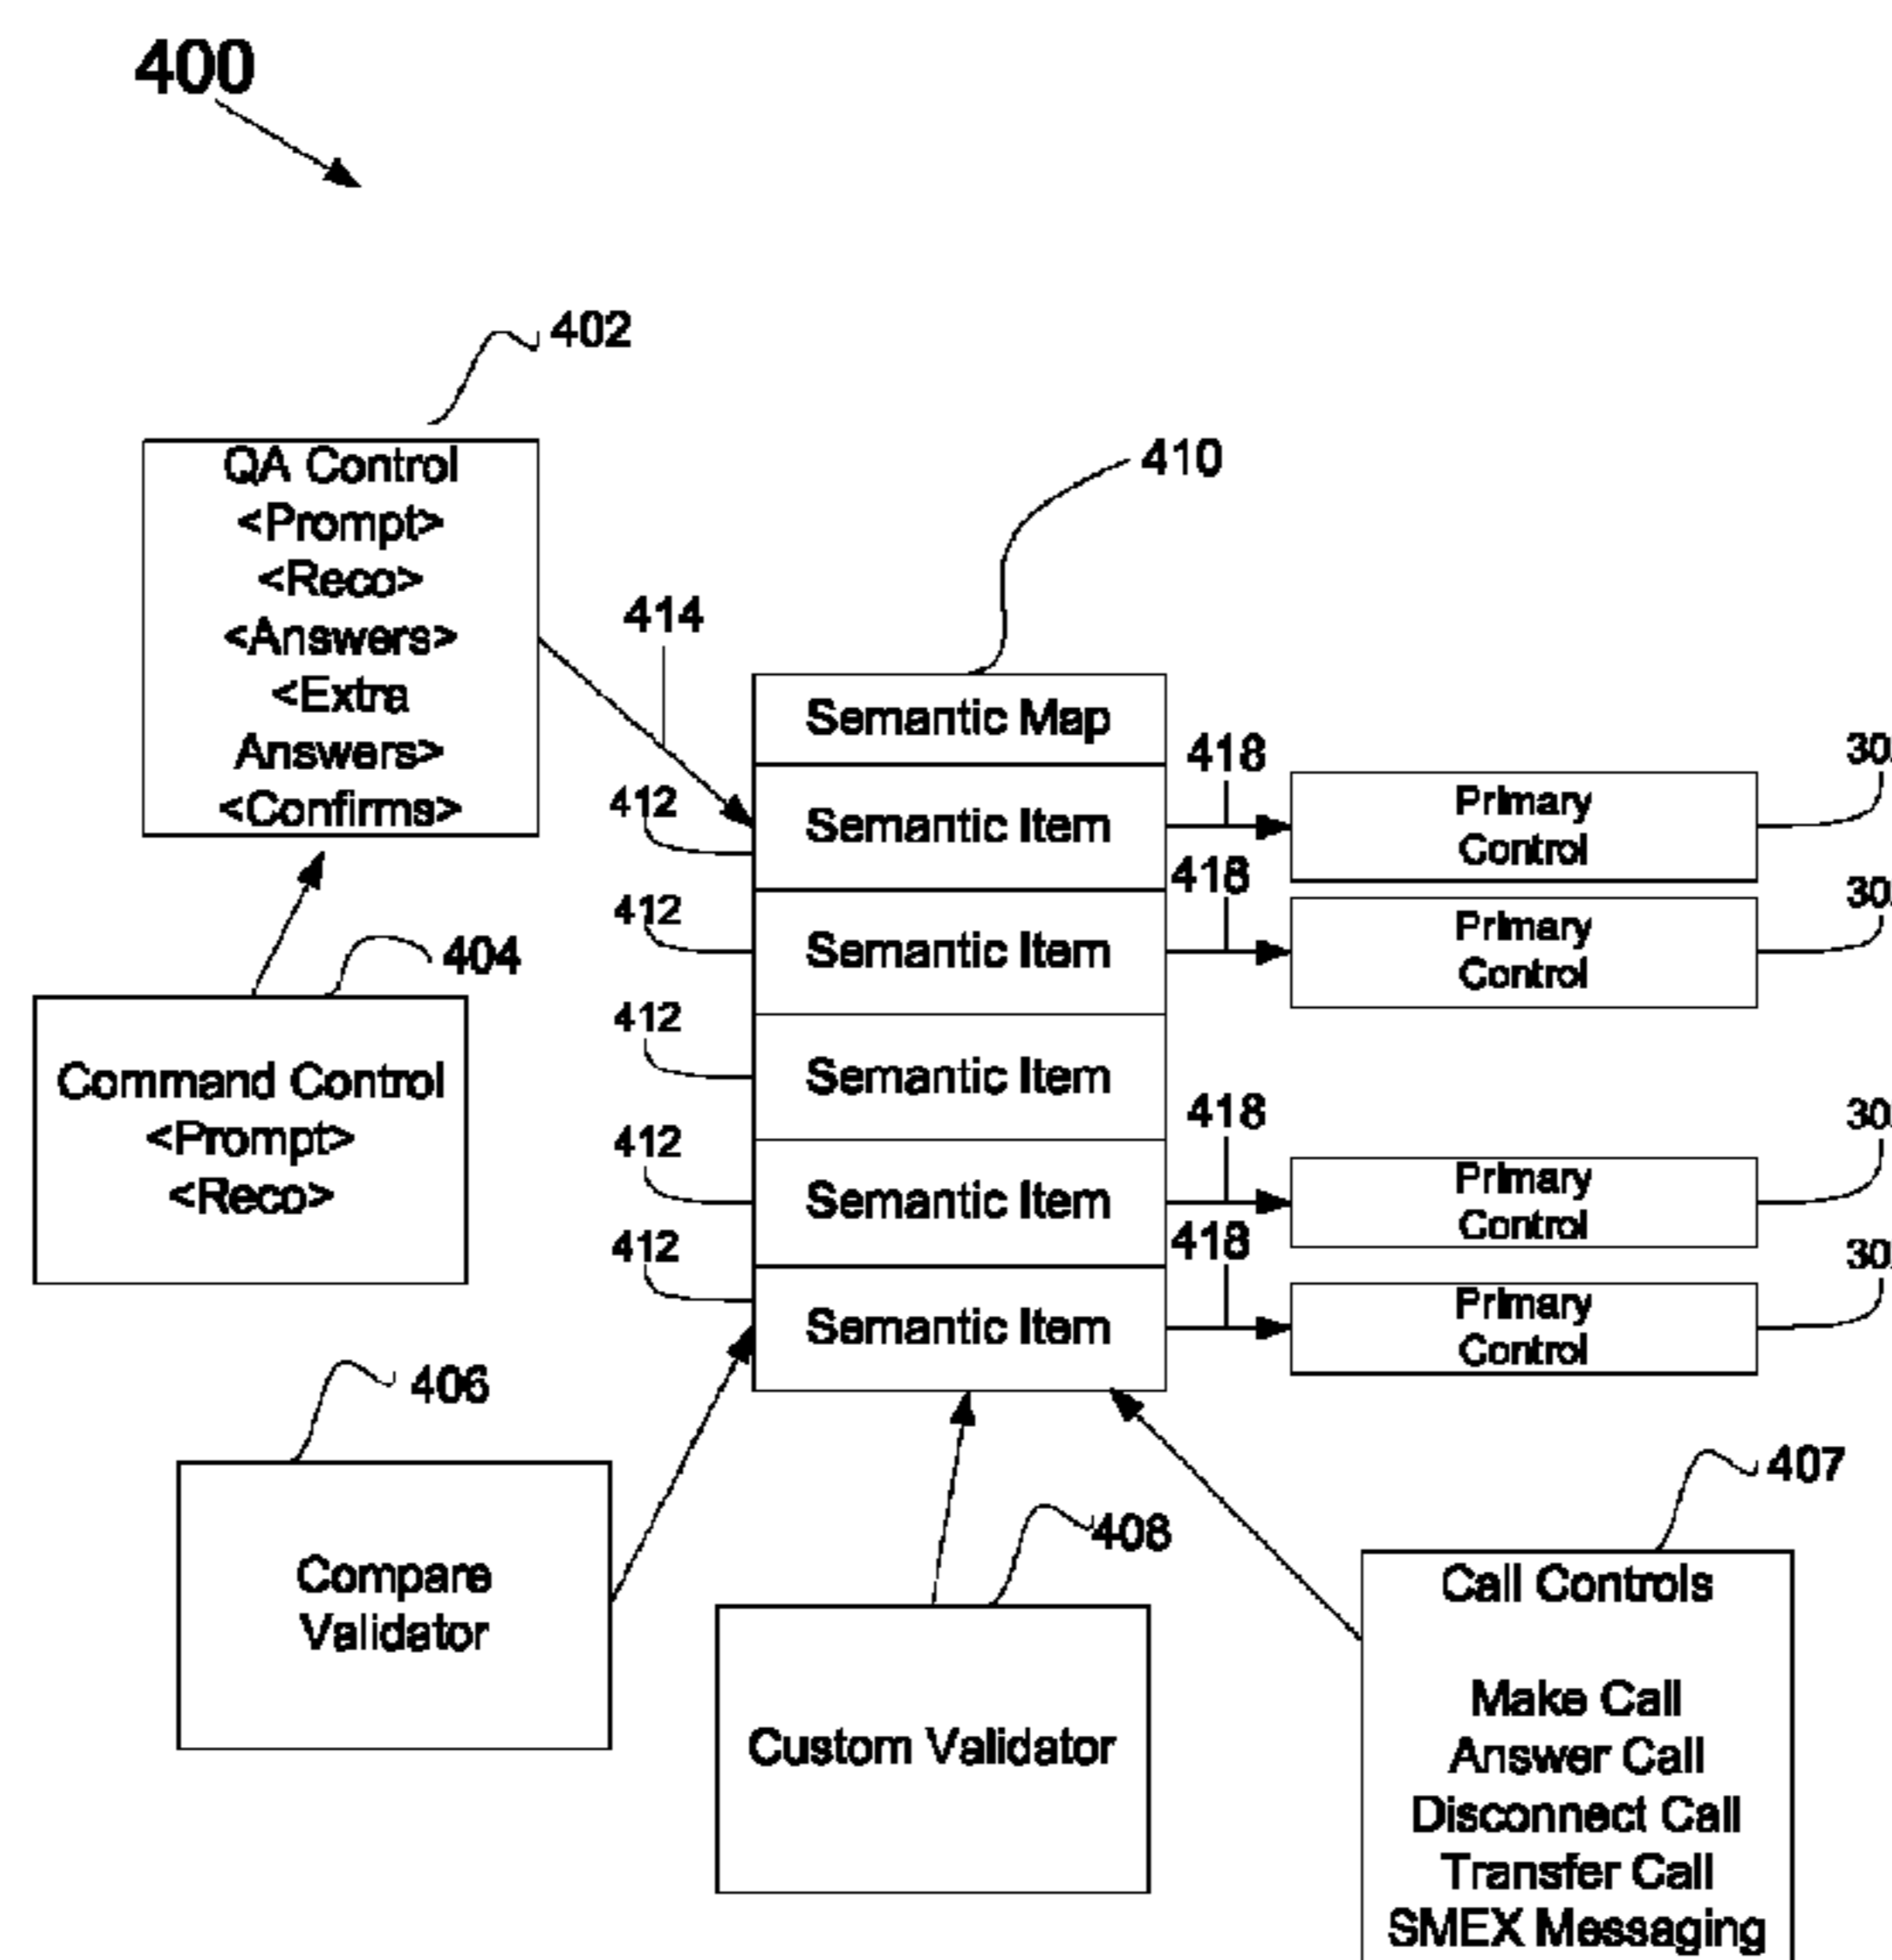 400
402
QA Control
<Prompt>
<Reco>
<Answers>
<Extra
Answers>
<Confirms>
410
414
Semantic Map
412
Semantic Item
418
Primary
Control
412
Semantic Item
418
Primary
Control
412
Semantic Item
412
Semantic Item
418
Primary
Control
412
Semantic Item
418
Primary
Control
404
Command Control
<Prompt>
<Reco>
406
Compare
Validator
408
Custom Validator
407
Call Controls
Make Call
Answer Call
Disconnect Call
Transfer Call
SMEX Messaging